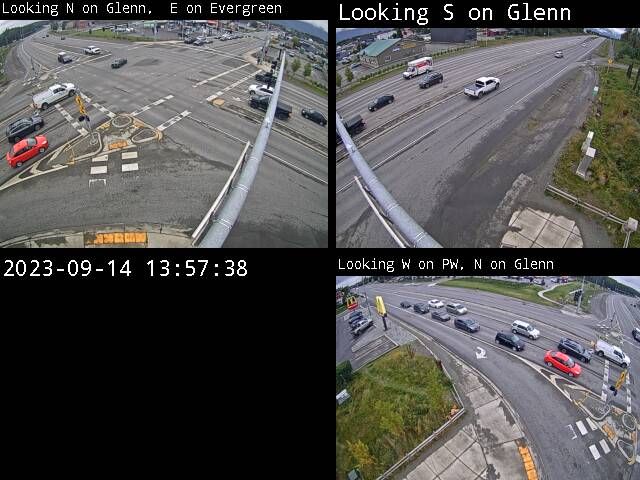 Looking N on Glenn,  E on Evergreen
Looking S on Glenn
2023-09-14 13:57:38
Looking W on PW, N on Glenn